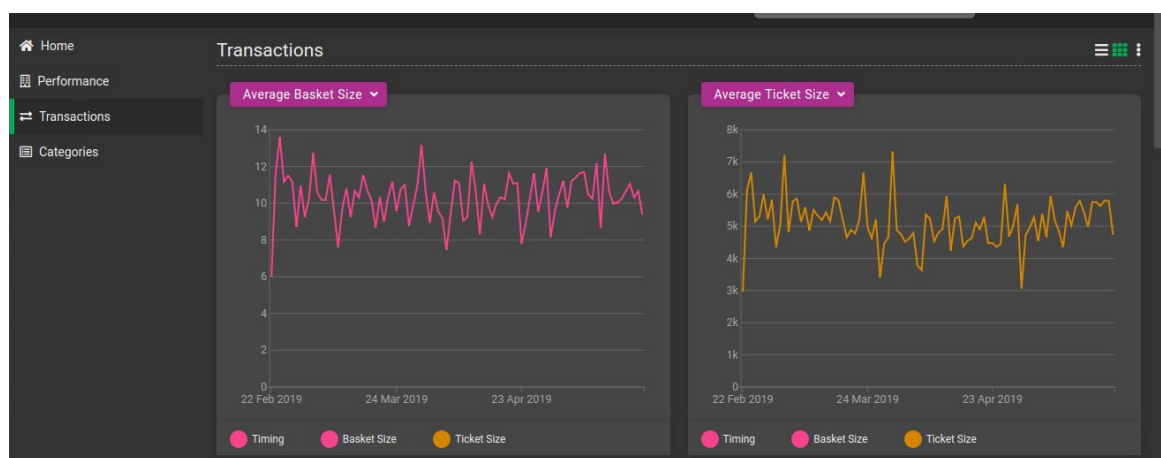 Home
Performance
Transactions
Categories
Transactions
Average Basket Size
14
12
10
8
6
4
2
0
22 Feb 2019 24 Mar 2019 23 Apr 2019
Timing Basket Size Ticket Size
Average Ticket Size
8k
7k
6k
5k
4k
3k
2k
1k
0
22 Feb 2019 24 Mar 2019 23 Apr 2019
Timing Basket Size Ticket Size